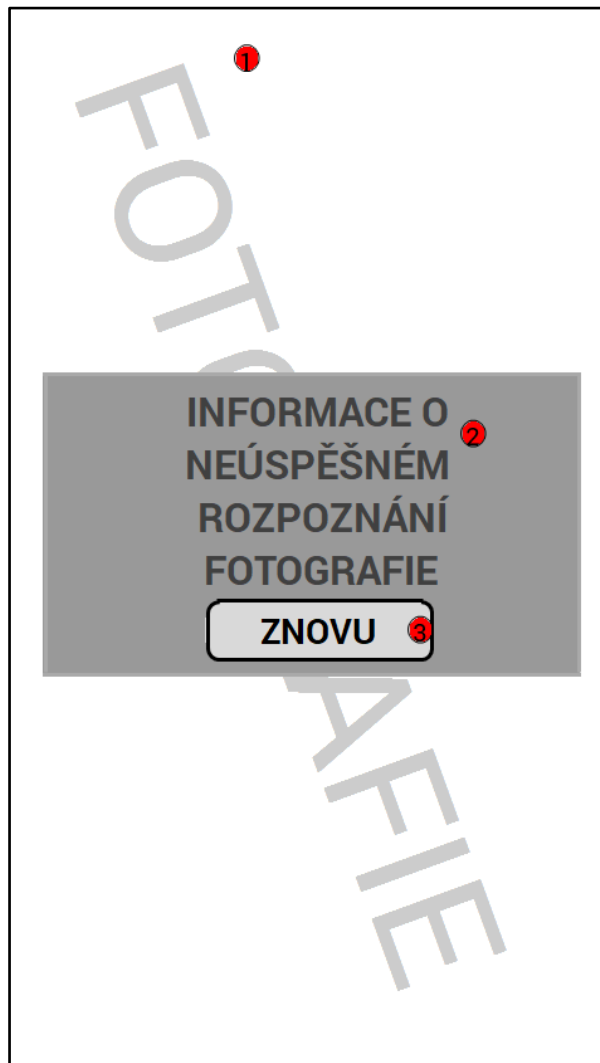 1
FOTOGRAFIE
INFORMACE O
2
NEÚSPĚŠNÉM
ROZPOZNÁNÍ
FOTOGRAFIE
ZNOVU
3